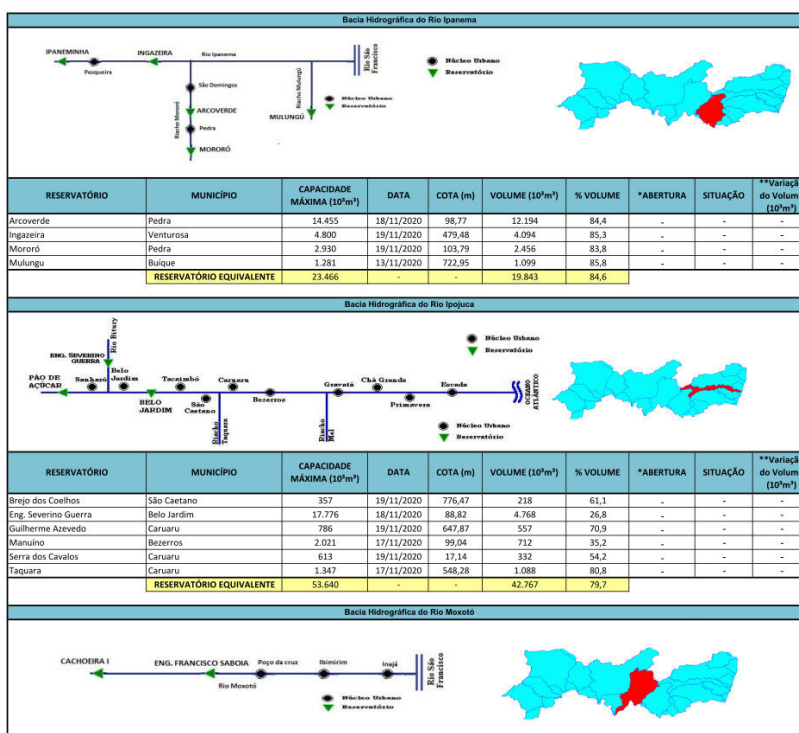 Bacia Hidrográfica do Rio Ipanema
IPANEMINHA
INGAZEIRA
Rio Ipanema
Pesqueira
São Domingos
ARCOVERDE
Riacho Mororó
Pedra
MORORÓ
Riacho Mulungú
MULUNGÚ
Rio São Francisco
Núcleo Urbano
Reservatório
Núcleo Urbano
Reservatório
RESERVATÓRIO MUNICÍPIO CAPACIDADE MÁXIMA (10³m³) DATA COTA (m) VOLUME (10³m³) % VOLUME *ABERTURA SITUAÇÃO **Variaçã do Volum (10³m³)
Arcoverde Pedra 14.455 18/11/2020 98,77 12.194 84,4 - - -
Ingazeira Venturosa 4.800 19/11/2020 479,48 4.094 85,3 - - -
Mororó Pedra 2.930 19/11/2020 103,79 2.456 83,8 - - -
Mulungu Buíque 1.281 13/11/2020 722,95 1.099 85,8 - - -
RESERVATÓRIO EQUIVALENTE 23.466 - - 19.843 84,6
Bacia Hidrográfica do Rio Ipojuca
Rio Bitury
ENG. SEVERINO GUERRA
PÃO DE AÇÚCAR
Sanharó
Belo Jardim
BELO JARDIM
Tacaimbó
São Caetano
Caruaru
Riacho Taquara
Bezerros
Gravatá
Riacho Mel
Chã Grande
Primavera
Escada
OCEANO ATLÂNTICO
Núcleo Urbano
Reservatório
Núcleo Urbano
Reservatório
RESERVATÓRIO MUNICÍPIO CAPACIDADE MÁXIMA (10³m³) DATA COTA (m) VOLUME (10³m³) % VOLUME *ABERTURA SITUAÇÃO **Variaçã do Volum (10³m³)
Brejo dos Coelhos São Caetano 357 19/11/2020 776,47 218 61,1 - - -
Eng. Severino Guerra Belo Jardim 17.776 18/11/2020 88,82 4.768 26,8 - - -
Guilherme Azevedo Caruaru 786 19/11/2020 647,87 557 70,9 - - -
Manuíno Bezerros 2.021 17/11/2020 99,04 712 35,2 - - -
Serra dos Cavalos Caruaru 613 19/11/2020 17,14 332 54,2 - - -
Taquara Caruaru 1.347 17/11/2020 548,28 1.088 80,8 - - -
RESERVATÓRIO EQUIVALENTE 53.640 - - 42.767 79,7
Bacia Hidrográfica do Rio Moxotó
CACHOEIRA I
ENG. FRANCISCO SABOIA
Poço da cruz
Ibimirim
Inajá
Rio Moxotó
Rio São Francisco
Núcleo Urbano
Reservatório